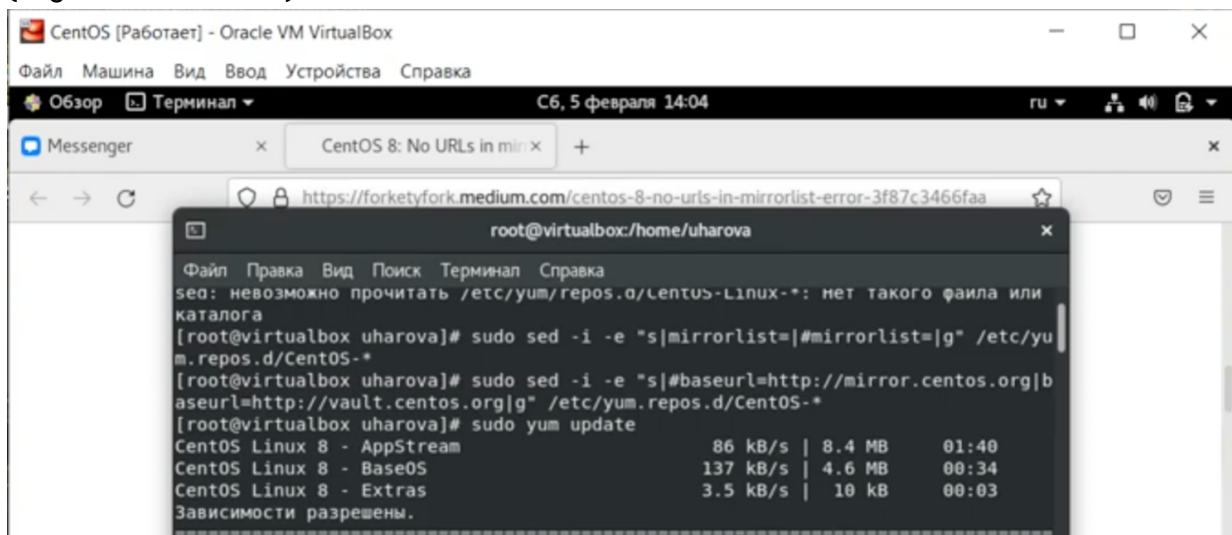 CentOS [Работает] - Oracle VM VirtualBox
Файл Машина Вид Ввод Устройства Справка
Обзор Терминал Сб, 5 февраля 14:04 ru
Messenger CentOS 8: No URLs in mirr
https://forketyfork.medium.com/centos-8-no-urls-in-mirrorlist-error-3f87c3466faa
root@virtualbox:/home/uharova
Файл Правка Вид Поиск Терминал Справка
sed: невозможно прочитать /etc/yum/repos.d/CentOS-Linux-*: Нет такого файла или
каталога
[root@virtualbox uharova]# sudo sed -i -e "s|mirrorlist=|#mirrorlist=|g" /etc/yu
m.repos.d/CentOS-*
[root@virtualbox uharova]# sudo sed -i -e "s|#baseurl=http://mirror.centos.org|b
aseurl=http://vault.centos.org|g" /etc/yum.repos.d/CentOS-*
[root@virtualbox uharova]# sudo yum update
CentOS Linux 8 - AppStream 86 kB/s | 8.4 MB 01:40
CentOS Linux 8 - BaseOS 137 kB/s | 4.6 MB 00:34
CentOS Linux 8 - Extras 3.5 kB/s | 10 kB 00:03
Зависимости разрешены.